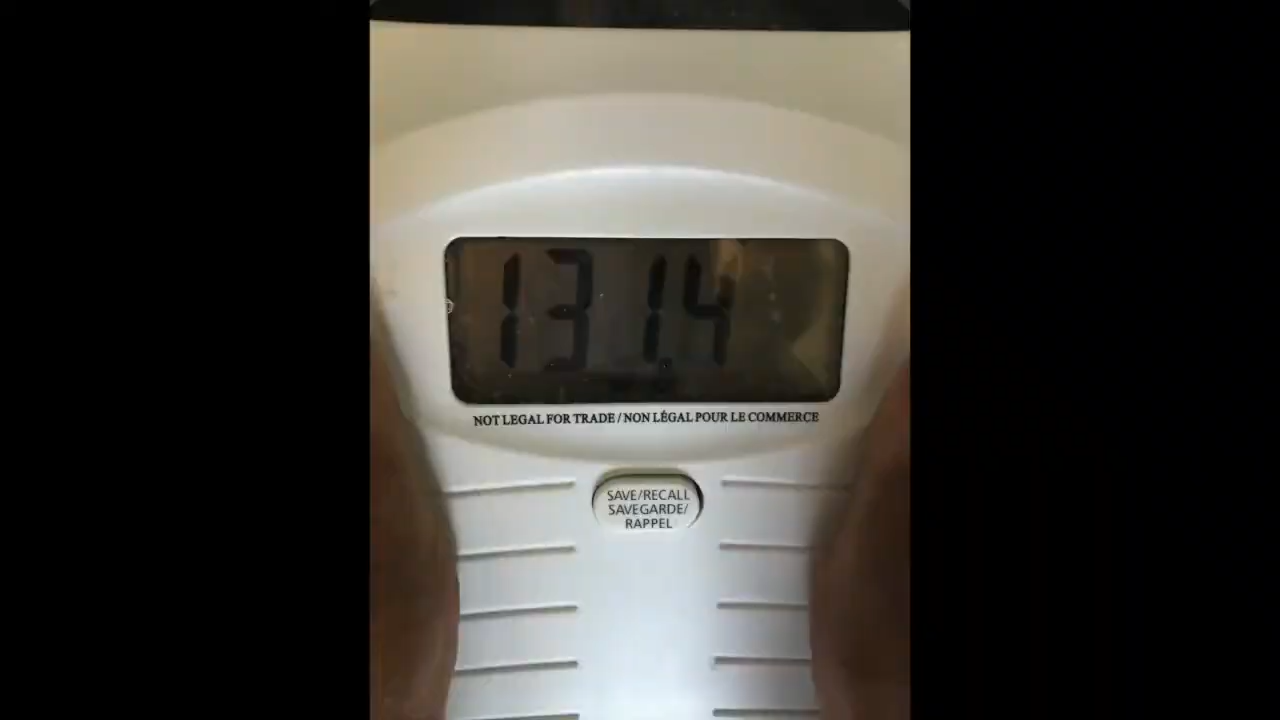 131.4
NOT LEGAL FOR TRADE / NON LÉGAL POUR LE COMMERCE
SAVE/RECALL
SAVEGARDE/
RAPPEL